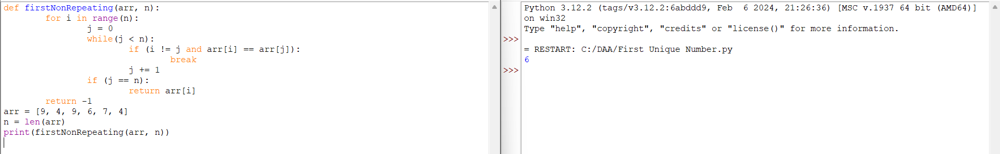 def firstNonRepeating(arr, n):
        for i in range(n):
                j = 0
                while(j < n):
                        if (i != j and arr[i] == arr[j]):
                                break
                        j += 1
                if (j == n):
                        return arr[i]
        return -1
arr = [9, 4, 9, 6, 7, 4]
n = len(arr)
print(firstNonRepeating(arr, n))
Python 3.12.2 (tags/v3.12.2:6abddd9, Feb  6 2024, 21:26:36) [MSC v.1937 64 bit (AMD64)]
on win32
Type "help", "copyright", "credits" or "license()" for more information.
>>>
= RESTART: C:/DAA/First Unique Number.py
6
>>>